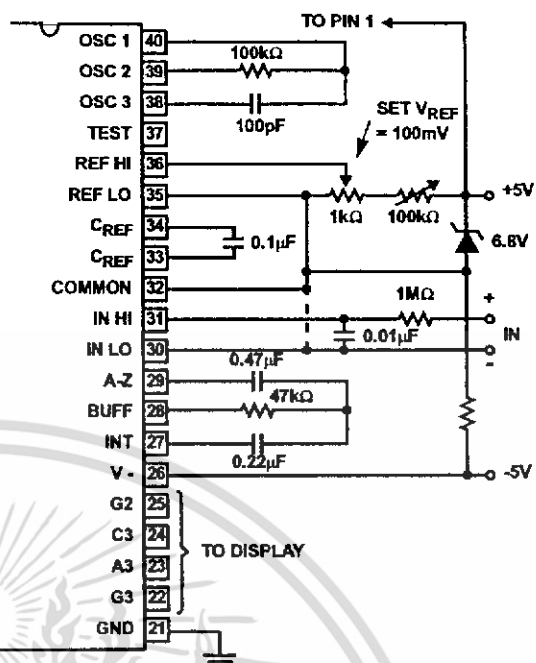 TO PIN 1
OSC 1 40
100kΩ
OSC 2 39
OSC 3 38
100pF
SET VREF
= 100mV
TEST 37
REF HI 36
REF LO 35
1kΩ
100kΩ
+5V
CREF 34
0.1µF
6.8V
CREF 33
COMMON 32
1MΩ
+
IN HI 31
0.01µF
IN
IN LO 30
-
0.47µF
A-Z 29
47kΩ
BUFF 28
INT 27
0.22µF
V - 26
-5V
G2 25
C3 24
TO DISPLAY
A3 23
G3 22
GND 21